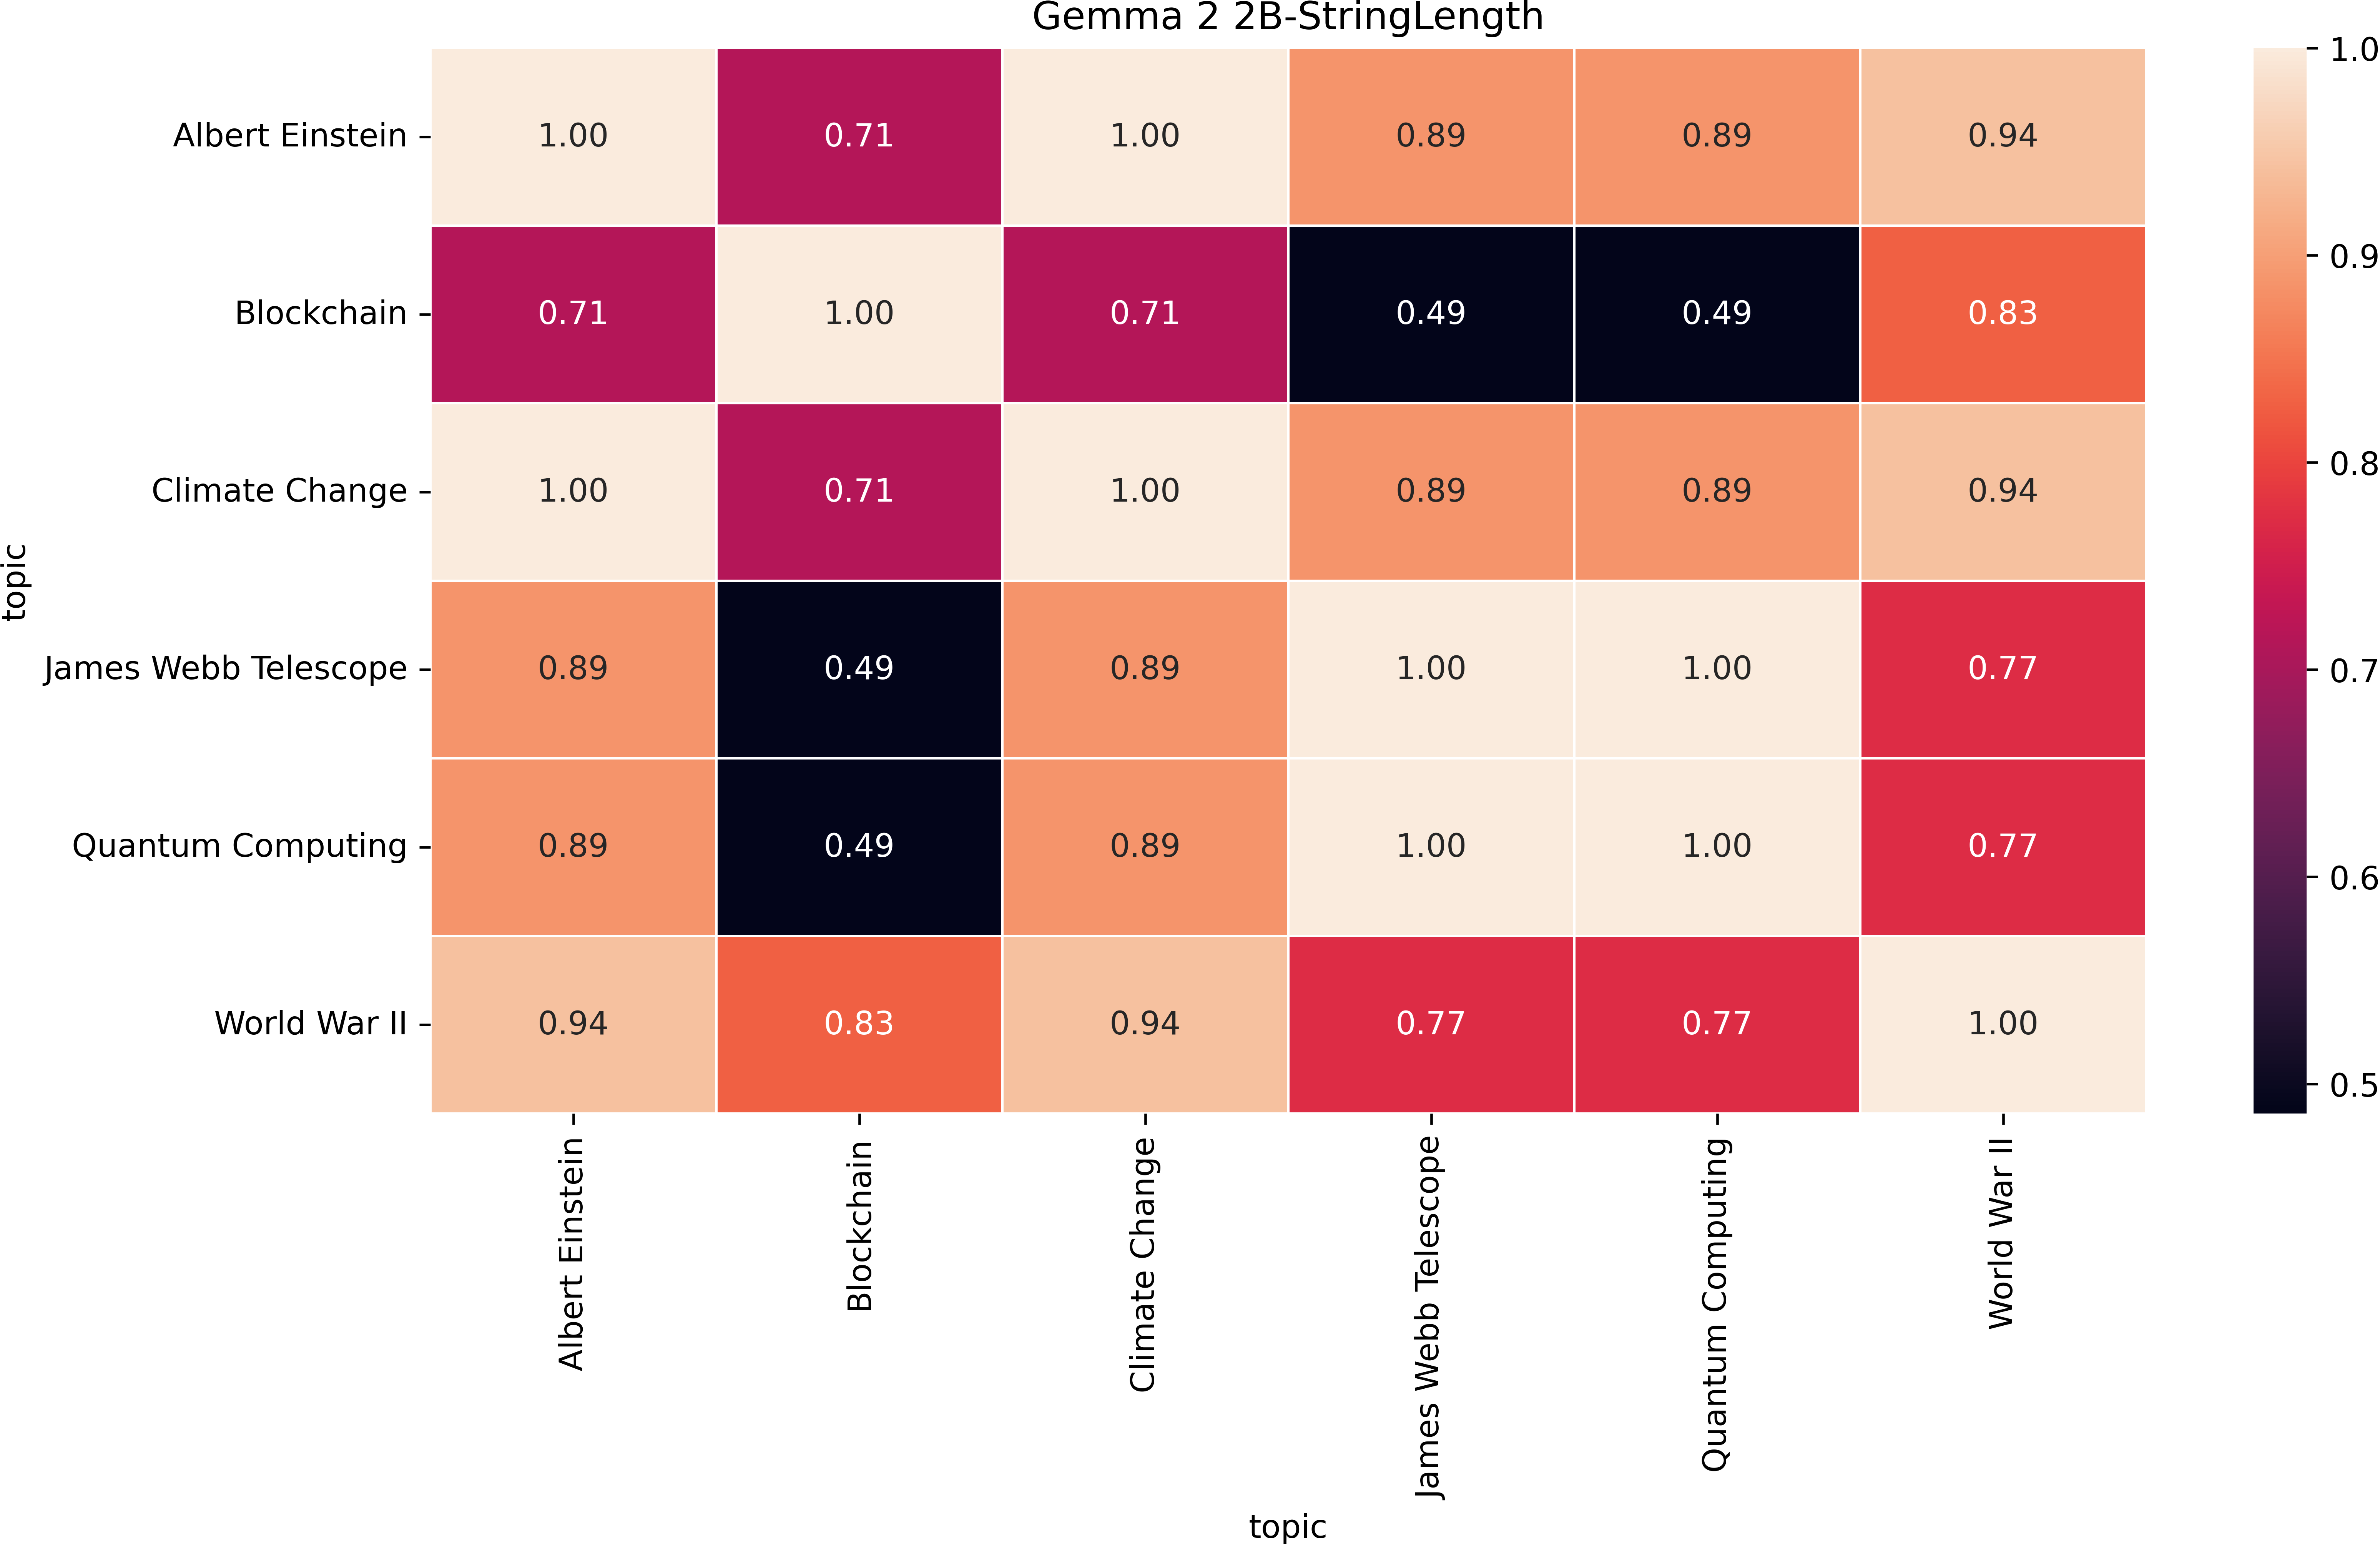 Gemma 2 2B-StringLength
Albert Einstein 1.00 0.71 1.00 0.89 0.89 0.94
Blockchain 0.71 1.00 0.71 0.49 0.49 0.83
Climate Change 1.00 0.71 1.00 0.89 0.89 0.94
James Webb Telescope 0.89 0.49 0.89 1.00 1.00 0.77
Quantum Computing 0.89 0.49 0.89 1.00 1.00 0.77
World War II 0.94 0.83 0.94 0.77 0.77 1.00
topic
Albert Einstein
Blockchain
Climate Change
James Webb Telescope
Quantum Computing
World War II
topic
1.0
0.9
0.8
0.7
0.6
0.5